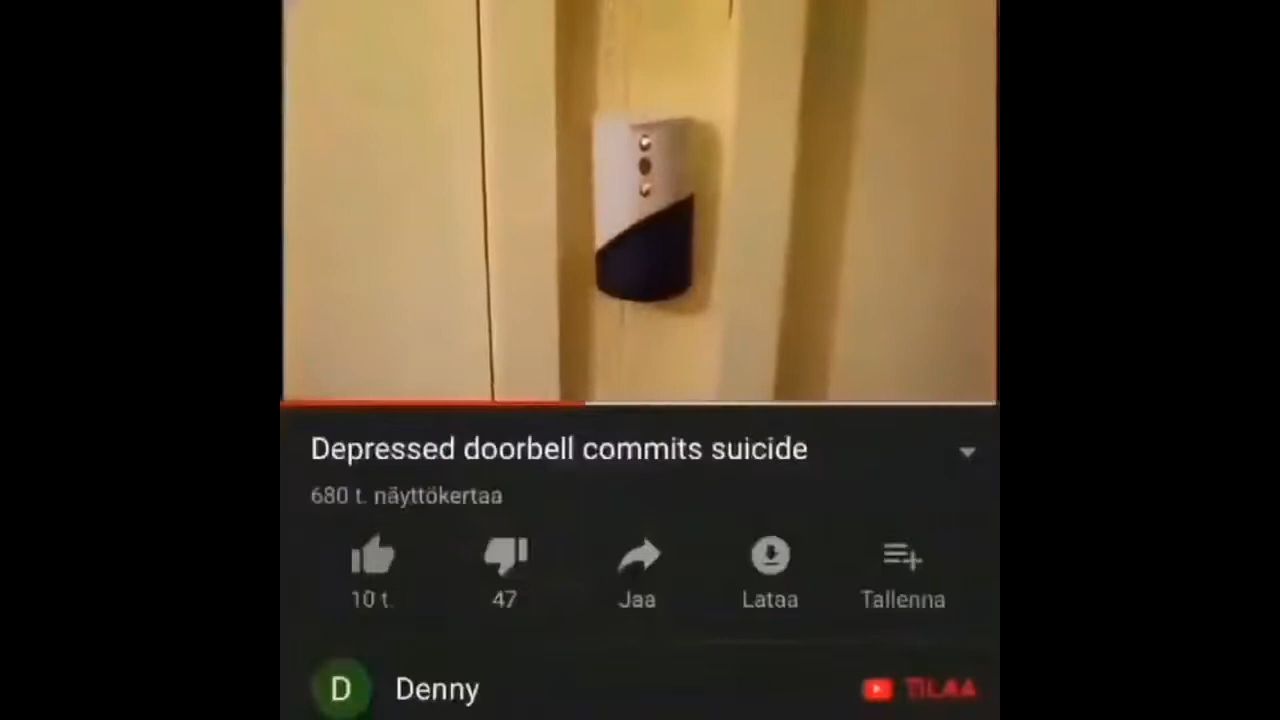 Depressed doorbell commits suicide
680 t. näyttökertaa
10 t. 47 Jaa Lataa Tallenna
D Denny TILAA